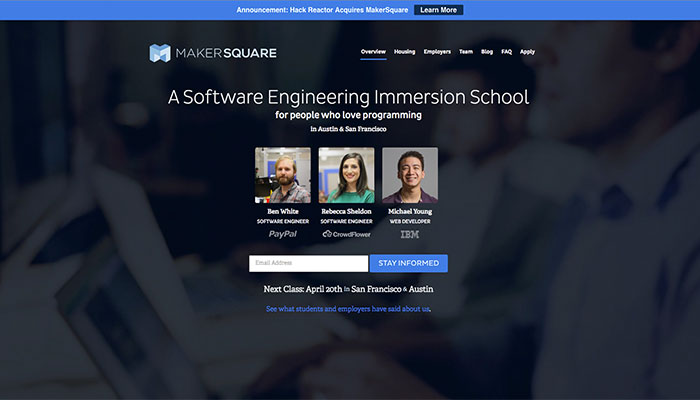 Announcement: Hack Reactor Acquires MakerSquare Learn More
MAKERSQUARE
Overview Housing Employers Team Blog FAQ Apply
A Software Engineering Immersion School
for people who love programming
in Austin & San Francisco
Ben White Rebecca Sheldon Michael Young
SOFTWARE ENGINEER SOFTWARE ENGINEER WEB DEVELOPER
PayPal CrowdFlower IBM
Email Address STAY INFORMED
Next Class: April 20th in San Francisco & Austin
See what students and employers have said about us.